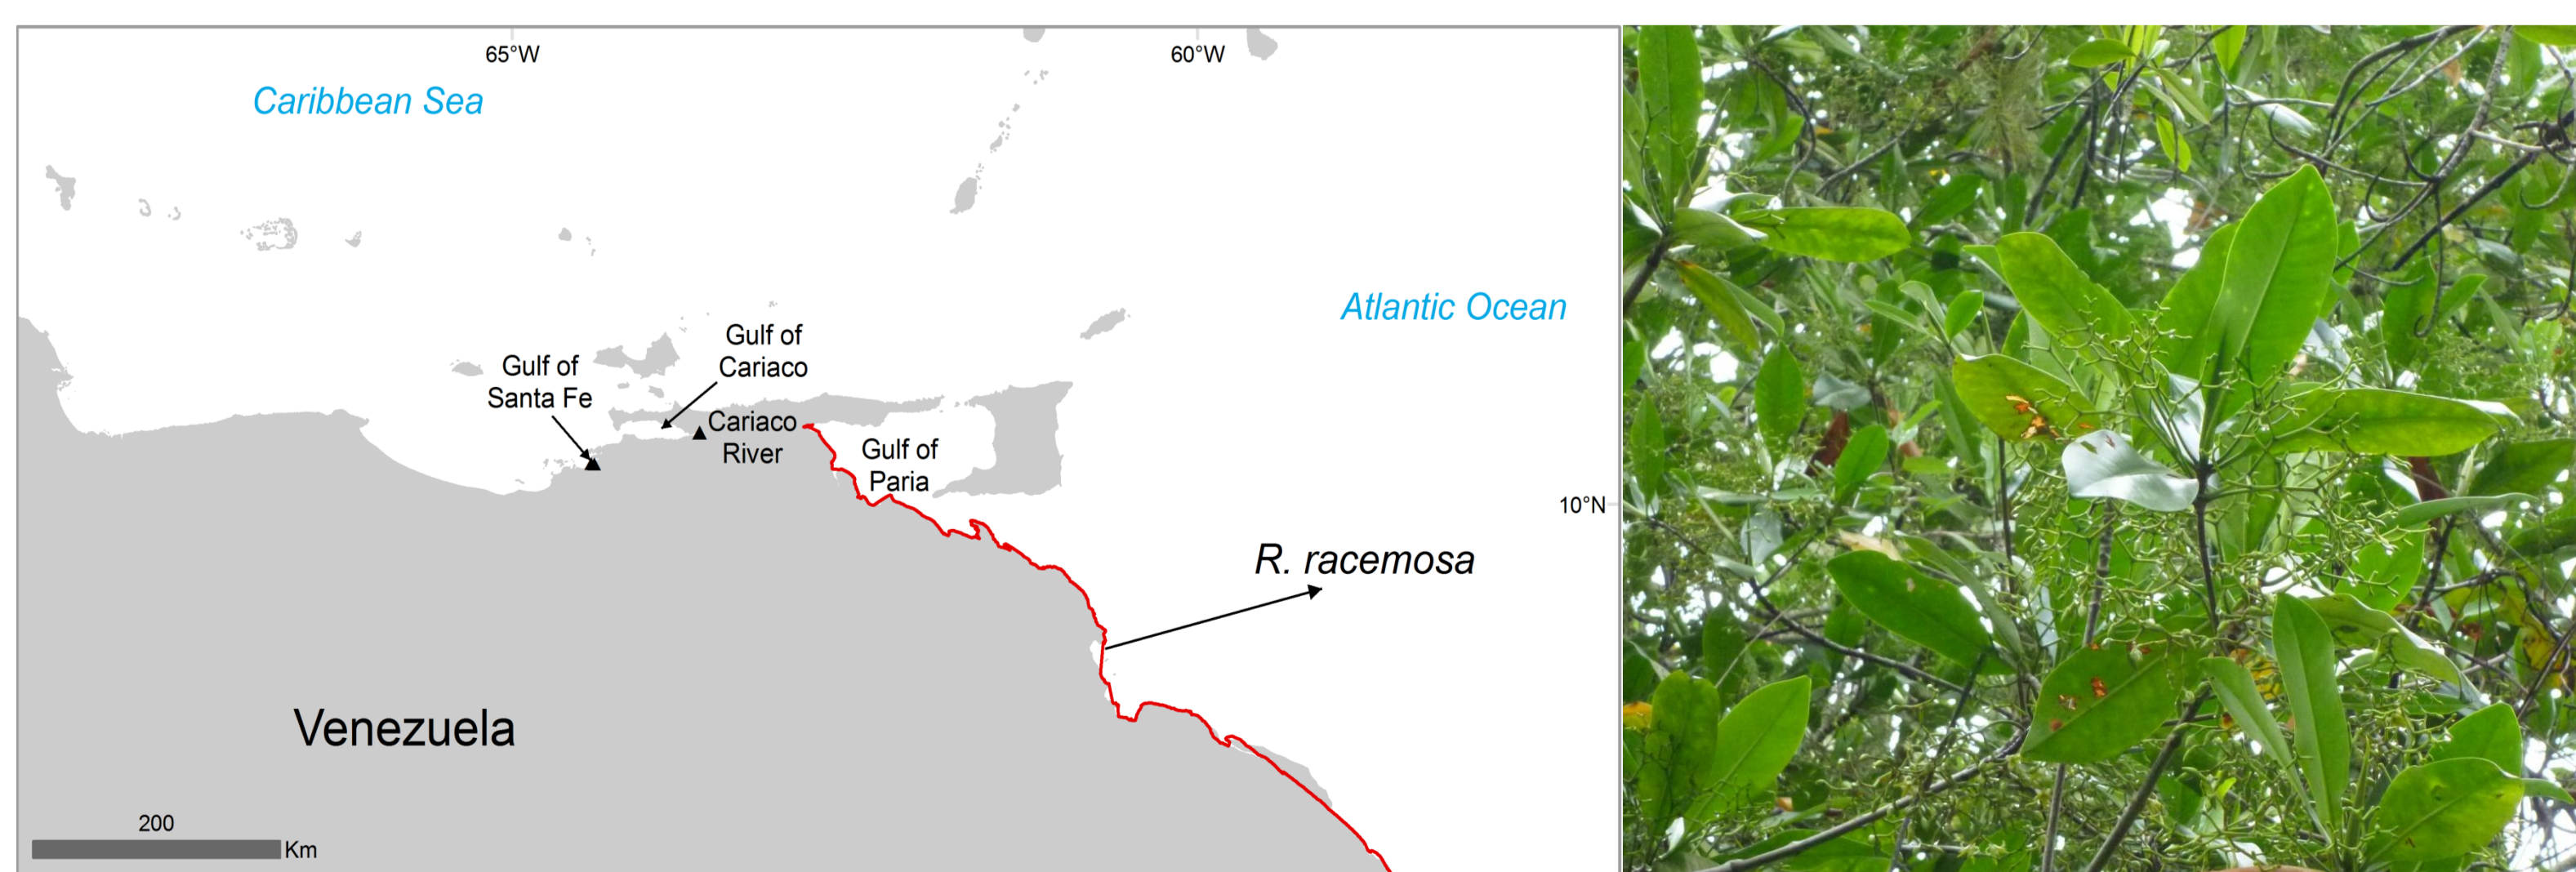 65°W
60°W
Caribbean Sea
Atlantic Ocean
Gulf of
Cariaco
Gulf of
Santa Fe
Cariaco
River
Gulf of
Paria
10°N
R. racemosa
Venezuela
200
Km